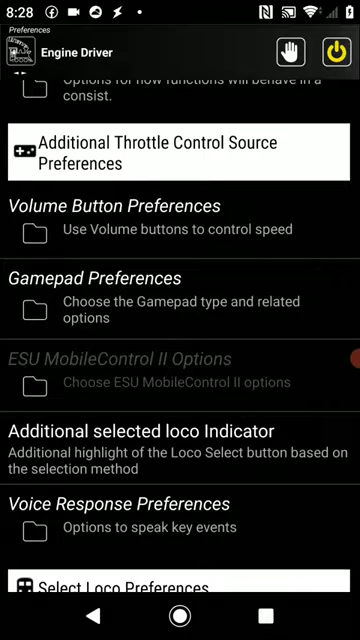 8:28
Preferences
Engine Driver
Options for how functions will behave in a
consist.
Additional Throttle Control Source
Preferences
Volume Button Preferences
Use Volume buttons to control speed
Gamepad Preferences
Choose the Gamepad type and related
options
ESU MobileControl II Options
Choose ESU MobileControl II options
Additional selected loco Indicator
Additional highlight of the Loco Select button based on
the selection method
Voice Response Preferences
Options to speak key events
Select Loco Preferences